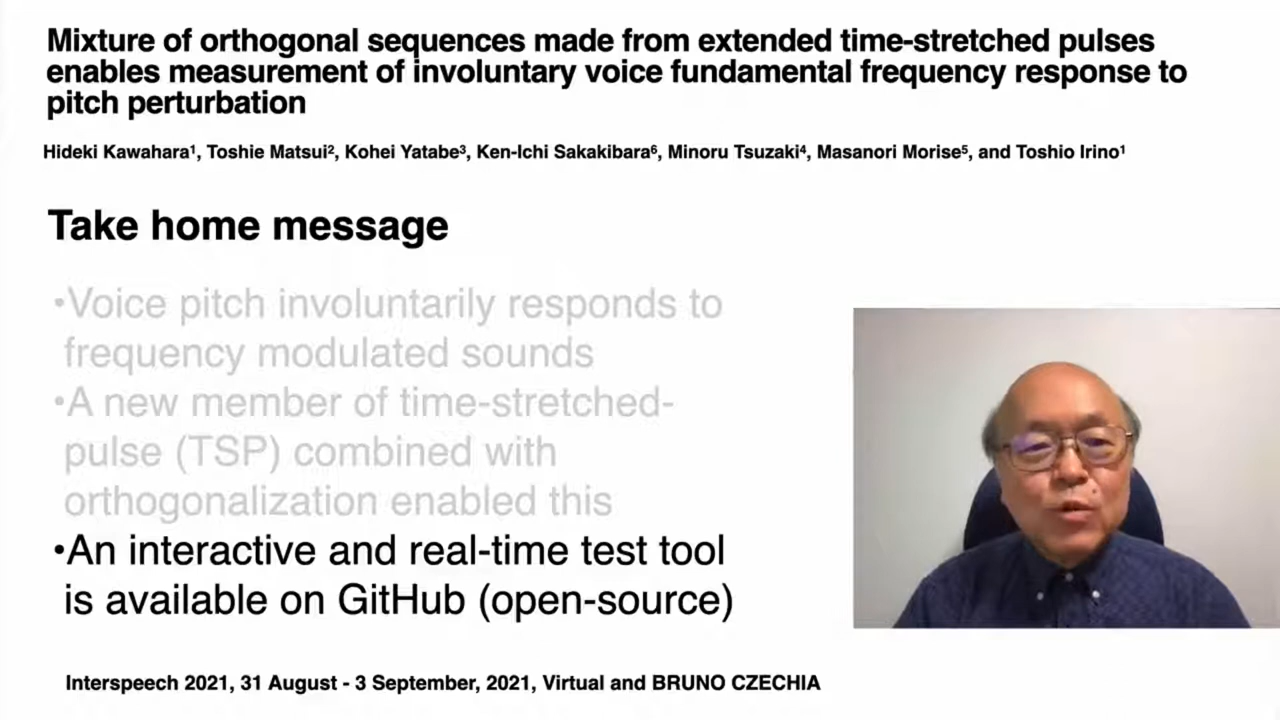 Mixture of orthogonal sequences made from extended time-stretched pulses
enables measurement of involuntary voice fundamental frequency response to
pitch perturbation
Hideki Kawahara¹, Toshie Matsui², Kohei Yatabe³, Ken-Ichi Sakakibara⁶, Minoru Tsuzaki⁴, Masanori Morise⁵, and Toshio Irino¹
Take home message
•Voice pitch involuntarily responds to
frequency modulated sounds
•A new member of time-stretched-
pulse (TSP) combined with
orthogonalization enabled this
•An interactive and real-time test tool
is available on GitHub (open-source)
Interspeech 2021, 31 August - 3 September, 2021, Virtual and BRUNO CZECHIA